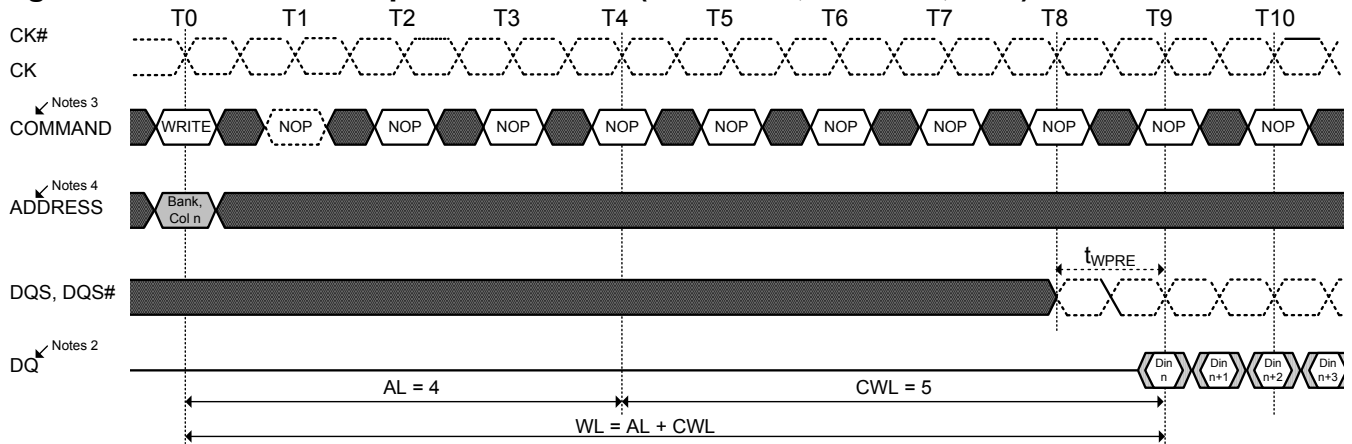 T0 T1 T2 T3 T4 T5 T6 T7 T8 T9 T10
CK#
CK
Notes 3
COMMAND WRITE NOP NOP NOP NOP NOP NOP NOP NOP NOP NOP
Notes 4
ADDRESS Bank, Col n
tWPRE
DQS, DQS#
Notes 2
DQ Din n Din n+1 Din n+2 Din n+3
AL = 4 CWL = 5
WL = AL + CWL